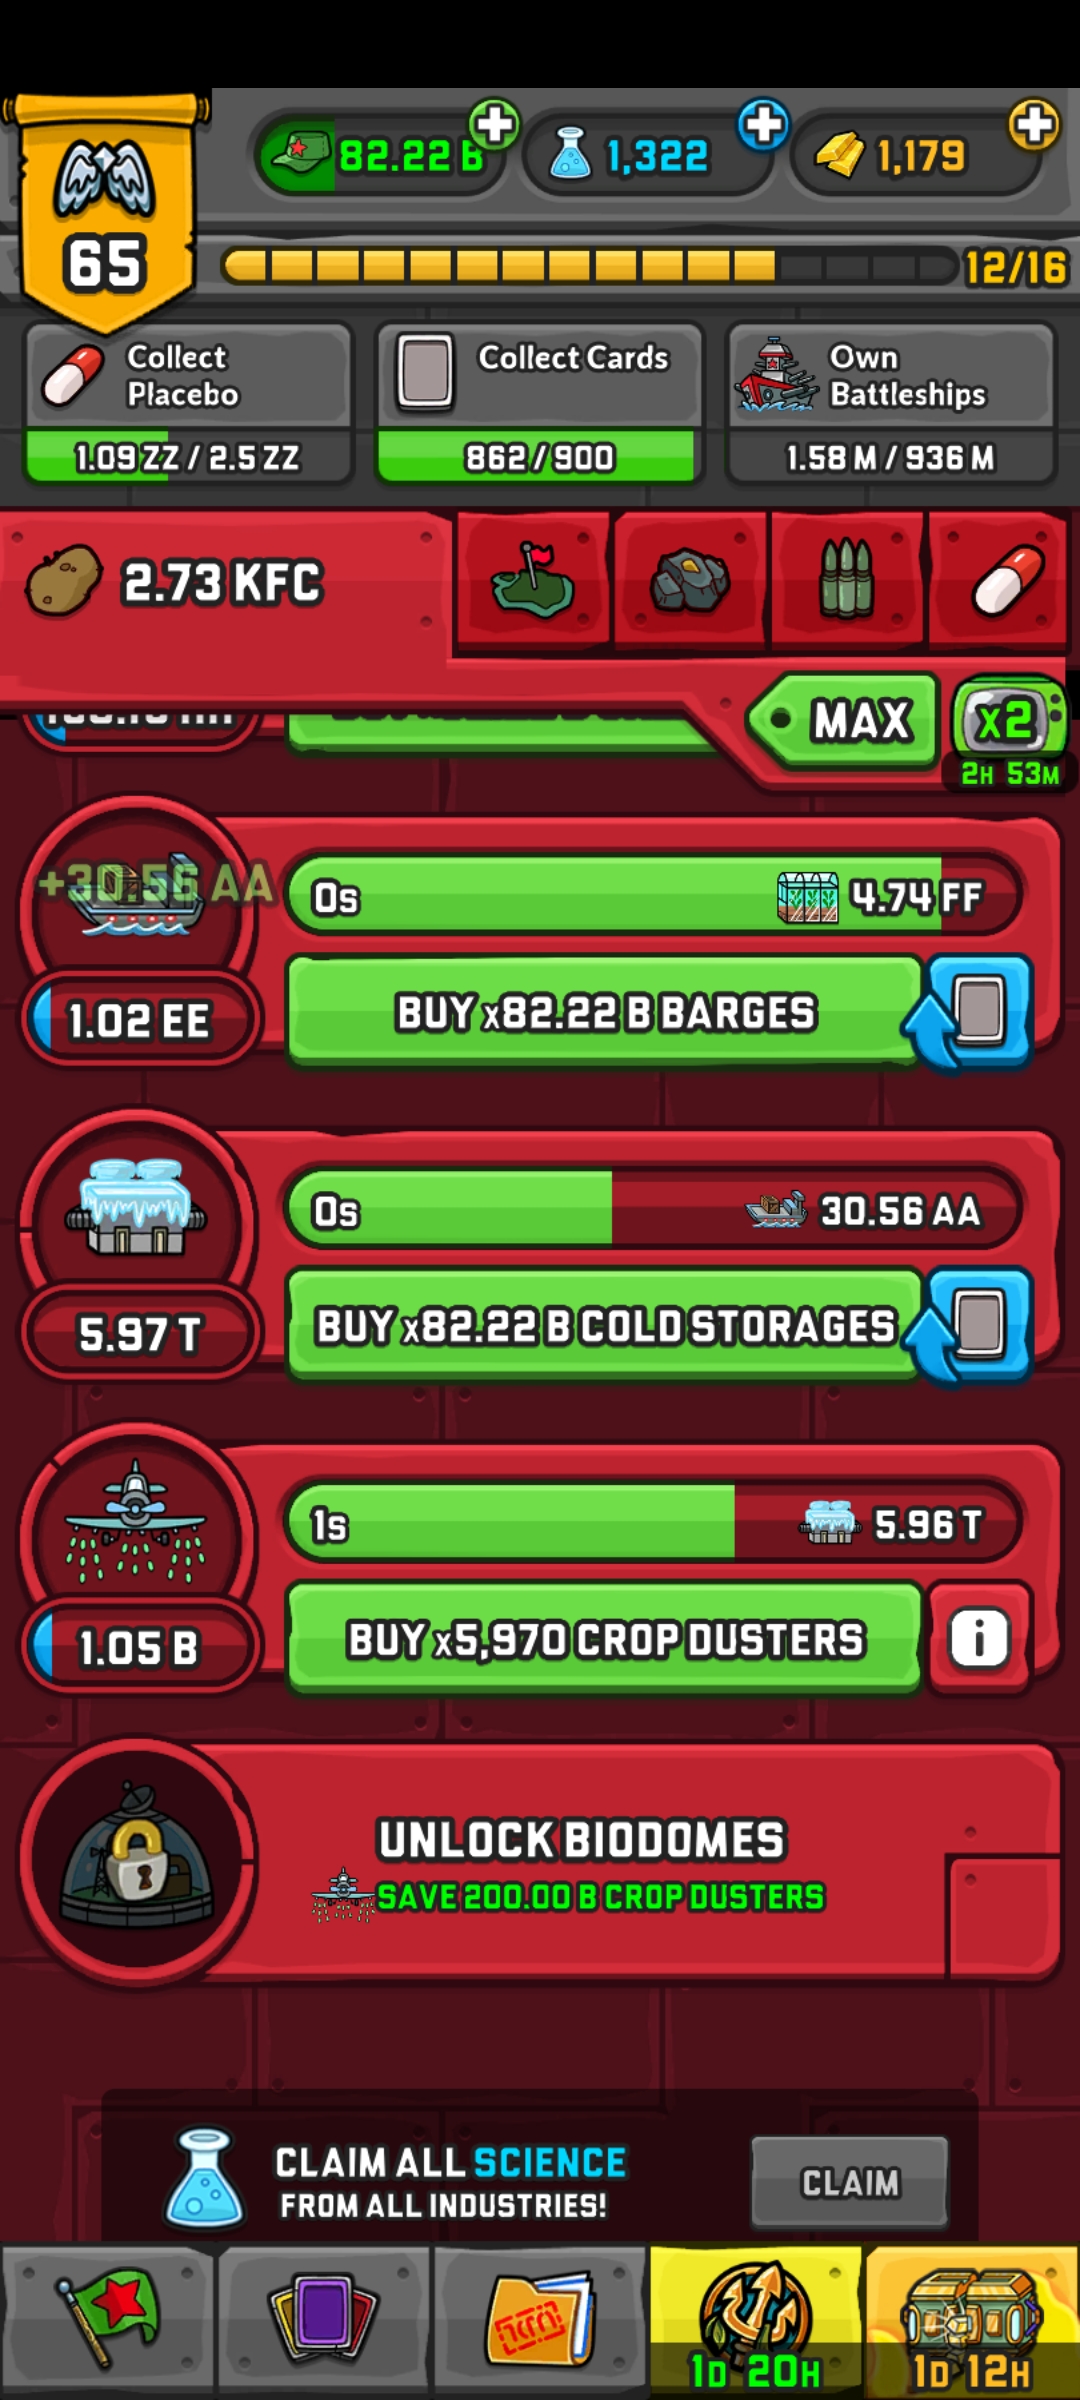 65
82.22 B
1,322
1,179
12/16
Collect
Placebo
1.09 ZZ / 2.5 ZZ
Collect Cards
862/900
Own
Battleships
1.58 M / 936 M
2.73 KFC
MAX
x2
2H 53M
+30.56 AA
0s
4.74 FF
1.02 EE
BUY x82.22 B BARGES
0s
30.56 AA
5.97 T
BUY x82.22 B COLD STORAGES
1s
5.96 T
1.05 B
BUY x5,970 CROP DUSTERS
i
UNLOCK BIODOMES
SAVE 200.00 B CROP DUSTERS
CLAIM ALL SCIENCE
FROM ALL INDUSTRIES!
CLAIM
1D 20H
1D 12H